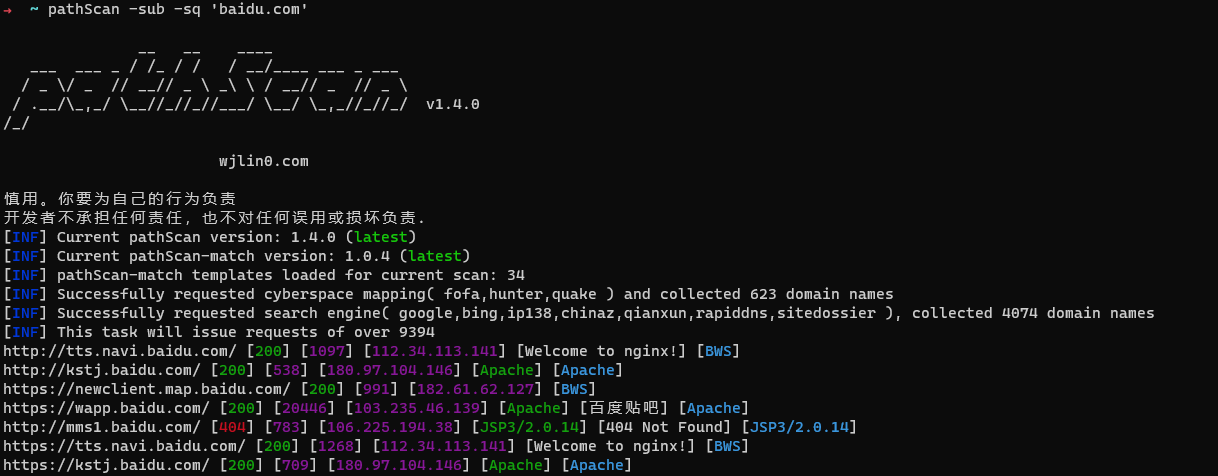 → ~ pathScan -sub -sq 'baidu.com'
               __   __    ____
   ___  ___ _ / /_ / /   / __/____ ___ _ ___
  / _ \/ _  // __// _ \ _\ \ / __// _  // _ \
 / .__/\_,_/ \__//_//_//___/ \__/ \_,_//_//_/  v1.4.0
/_/
wjlin0.com
慎用。你要为自己的行为负责
开发者不承担任何责任，也不对任何误用或损坏负责.
[INF] Current pathScan version: 1.4.0 (latest)
[INF] Current pathScan-match version: 1.0.4 (latest)
[INF] pathScan-match templates loaded for current scan: 34
[INF] Successfully requested cyberspace mapping( fofa,hunter,quake ) and collected 623 domain names
[INF] Successfully requested search engine( google,bing,ip138,chinaz,qianxun,rapiddns,sitedossier ), collected 4074 domain names
[INF] This task will issue requests of over 9394
http://tts.navi.baidu.com/ [200] [1097] [112.34.113.141] [Welcome to nginx!] [BWS]
http://kstj.baidu.com/ [200] [538] [180.97.104.146] [Apache] [Apache]
https://newclient.map.baidu.com/ [200] [991] [182.61.62.127] [BWS]
https://wapp.baidu.com/ [200] [20446] [103.235.46.139] [Apache] [百度贴吧] [Apache]
http://mms1.baidu.com/ [404] [783] [106.225.194.38] [JSP3/2.0.14] [404 Not Found] [JSP3/2.0.14]
https://tts.navi.baidu.com/ [200] [1268] [112.34.113.141] [Welcome to nginx!] [BWS]
https://kstj.baidu.com/ [200] [709] [180.97.104.146] [Apache] [Apache]